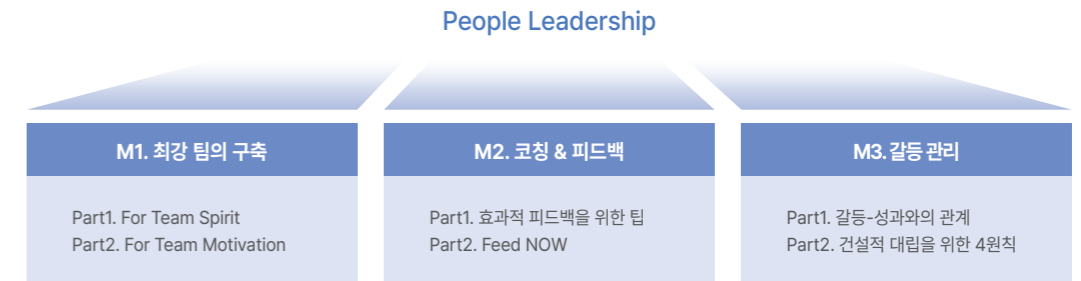 People Leadership
M1. 최강 팀의 구축
Part1. For Team Spirit
Part2. For Team Motivation
M2. 코칭 & 피드백
Part1. 효과적 피드백을 위한 팁
Part2. Feed NOW
M3. 갈등 관리
Part1. 갈등-성과와의 관계
Part2. 건설적 대립을 위한 4원칙